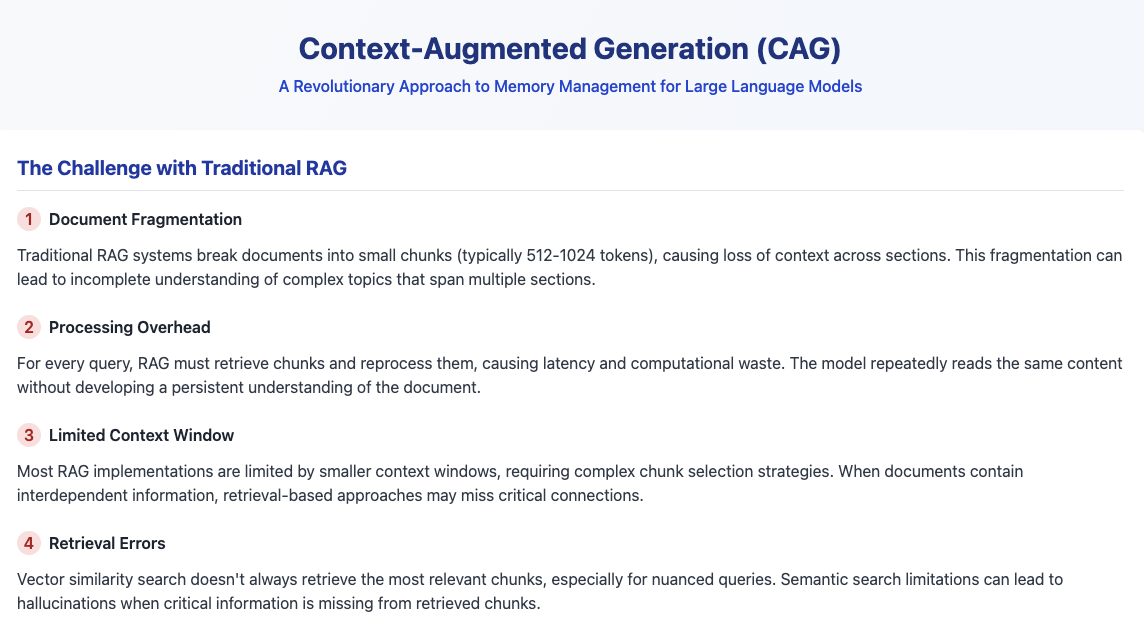 Context-Augmented Generation (CAG)
A Revolutionary Approach to Memory Management for Large Language Models
The Challenge with Traditional RAG
1 Document Fragmentation
Traditional RAG systems break documents into small chunks (typically 512-1024 tokens), causing loss of context across sections. This fragmentation can
lead to incomplete understanding of complex topics that span multiple sections.
2 Processing Overhead
For every query, RAG must retrieve chunks and reprocess them, causing latency and computational waste. The model repeatedly reads the same content
without developing a persistent understanding of the document.
3 Limited Context Window
Most RAG implementations are limited by smaller context windows, requiring complex chunk selection strategies. When documents contain
interdependent information, retrieval-based approaches may miss critical connections.
4 Retrieval Errors
Vector similarity search doesn't always retrieve the most relevant chunks, especially for nuanced queries. Semantic search limitations can lead to
hallucinations when critical information is missing from retrieved chunks.